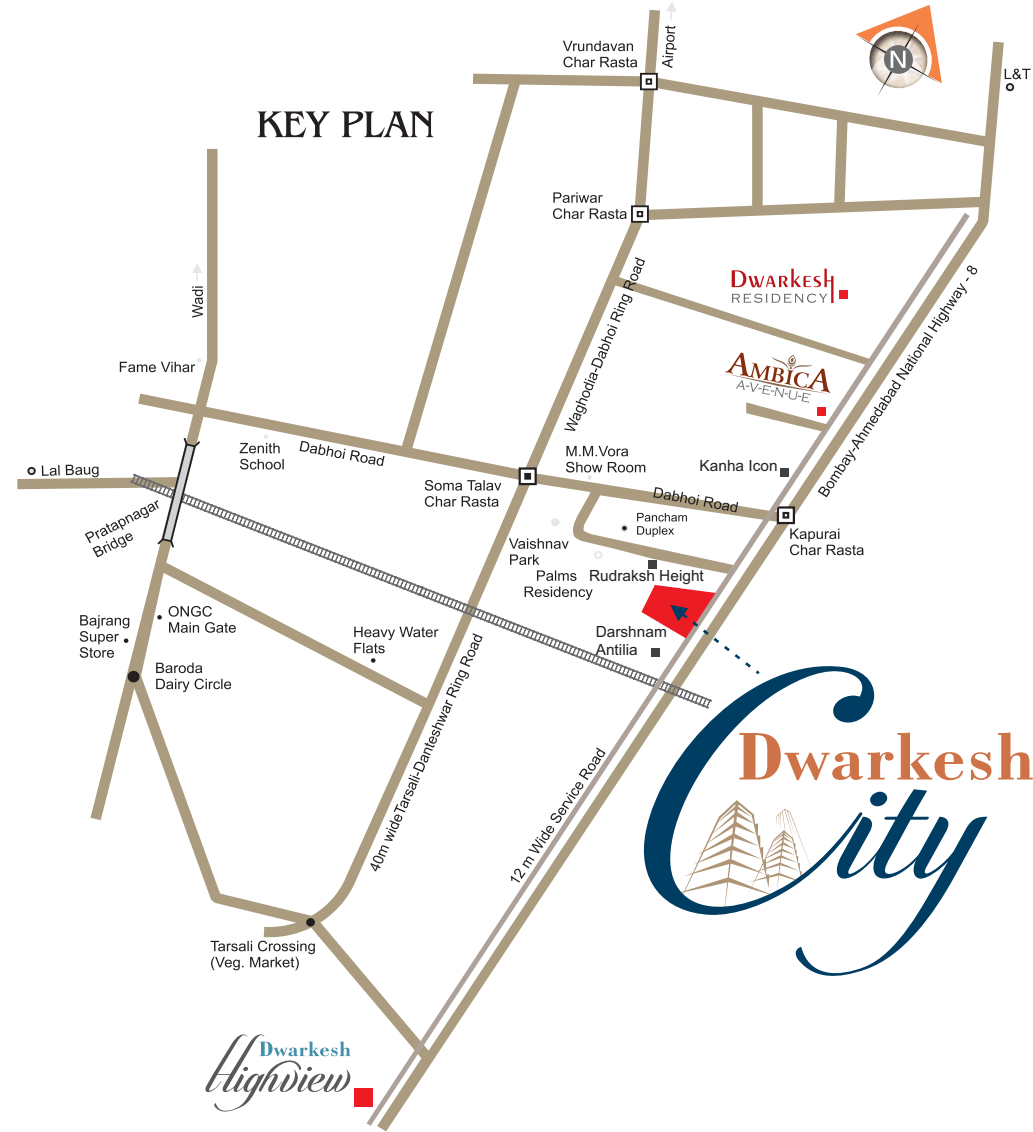 Airport
Vrundavan
Char Rasta
N
L&T
KEY PLAN
Pariwar
Char Rasta
Wadi
Waghodia-Dabhoi Ring Road
DWARKESH
RESIDENCY
Bombay-Ahmedabad National Highway - 8
Fame Vihar
AMBICA
A-V-E-N-U-E
Zenith
School
Dabhoi Road
M.M.Vora
Show Room
Kanha Icon
Lal Baug
Soma Talav
Char Rasta
Dabhoi Road
Pratapnagar
Bridge
Pancham
Duplex
Kapurai
Char Rasta
Vaishnav
Park
Palms
Residency
Rudraksh Height
ONGC
Main Gate
Bajrang
Super
Store
Heavy Water
Flats
Darshnam
Antilia
Baroda
Dairy Circle
40m wideTarsali-Danteshwar Ring Road
12 m Wide Service Road
Dwarkesh
City
Tarsali Crossing
(Veg. Market)
Dwarkesh
Highview